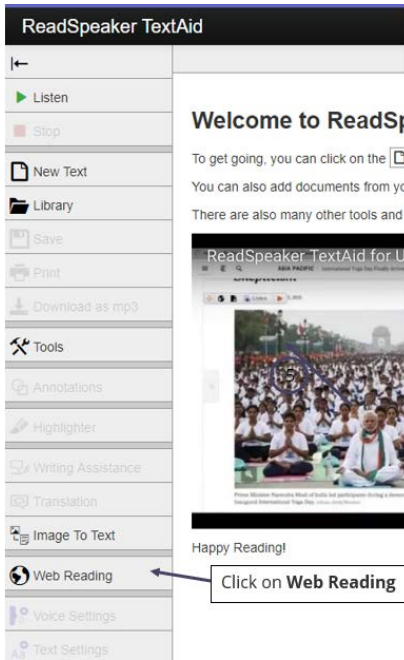 ReadSpeaker TextAid
Listen
Stop
New Text
Library
Save
Print
Download as mp3
Tools
Annotations
Highlighter
Writing Assistance
Translation
Image To Text
Web Reading
Voice Settings
Text Settings
Welcome to ReadSp
To get going, you can click on the
You can also add documents from yo
There are also many other tools and
ReadSpeaker TextAid for U
ASIA PACIFIC
Listen
Happy Reading!
Click on Web Reading